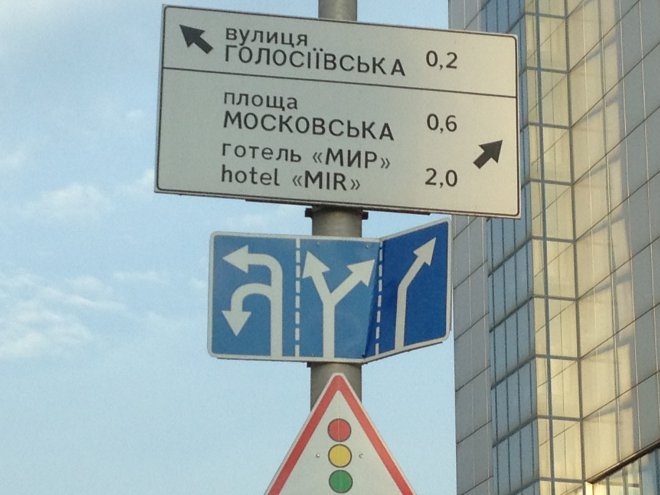 вулиця
ГОЛОСІЇВСЬКА 0,2
площа
МОСКОВСЬКА 0,6
готель «МИР»
hotel «MIR» 2,0